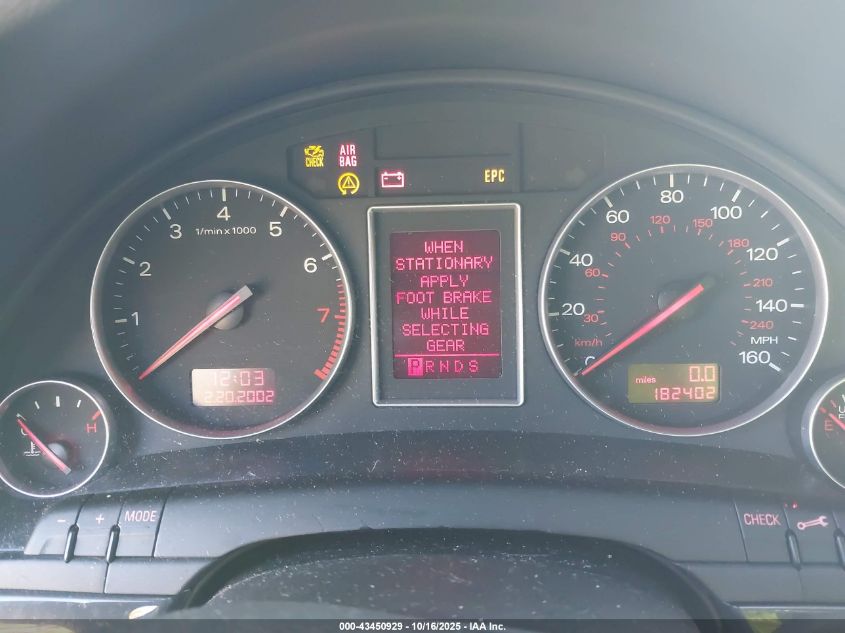 CHECK
AIR
BAG
EPC
1
2
3
4
5
6
7
1/min x 1000
12:03
2.20.2002
WHEN
STATIONARY
APPLY
FOOT BRAKE
WHILE
SELECTING
GEAR
P R N D S
20
40
60
80
100
120
140
160
30
60
90
120
150
180
210
240
km/h
MPH
miles 0.0
182402
H
E
- + MODE
CHECK
000-43450929 - 10/16/2025 - IAA Inc.